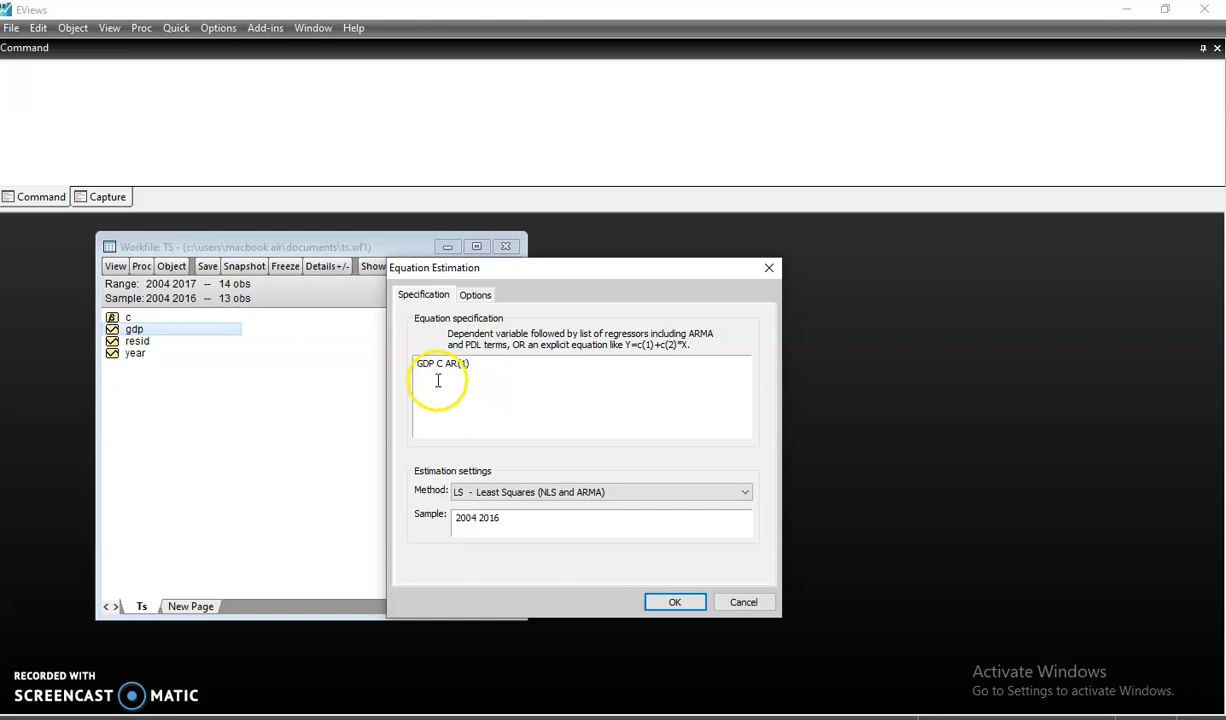 EViews
File Edit Object View Proc Quick Options Add-ins Window Help
Command
Command Capture
Workfile: TS - (c:\users\macbook air\documents\ts.wf1)
View Proc Object Save Snapshot Freeze Details+/- Show
Range: 2004 2017 -- 14 obs
Sample: 2004 2016 -- 13 obs
c
gdp
resid
year
Ts New Page
Equation Estimation
Specification Options
Equation specification
Dependent variable followed by list of regressors including ARMA
and PDL terms, OR an explicit equation like Y=c(1)+c(2)*X.
GDP C AR(1)
Estimation settings
Method: LS - Least Squares (NLS and ARMA)
Sample: 2004 2016
OK Cancel
Activate Windows
Go to Settings to activate Windows.
RECORDED WITH
SCREENCAST MATIC